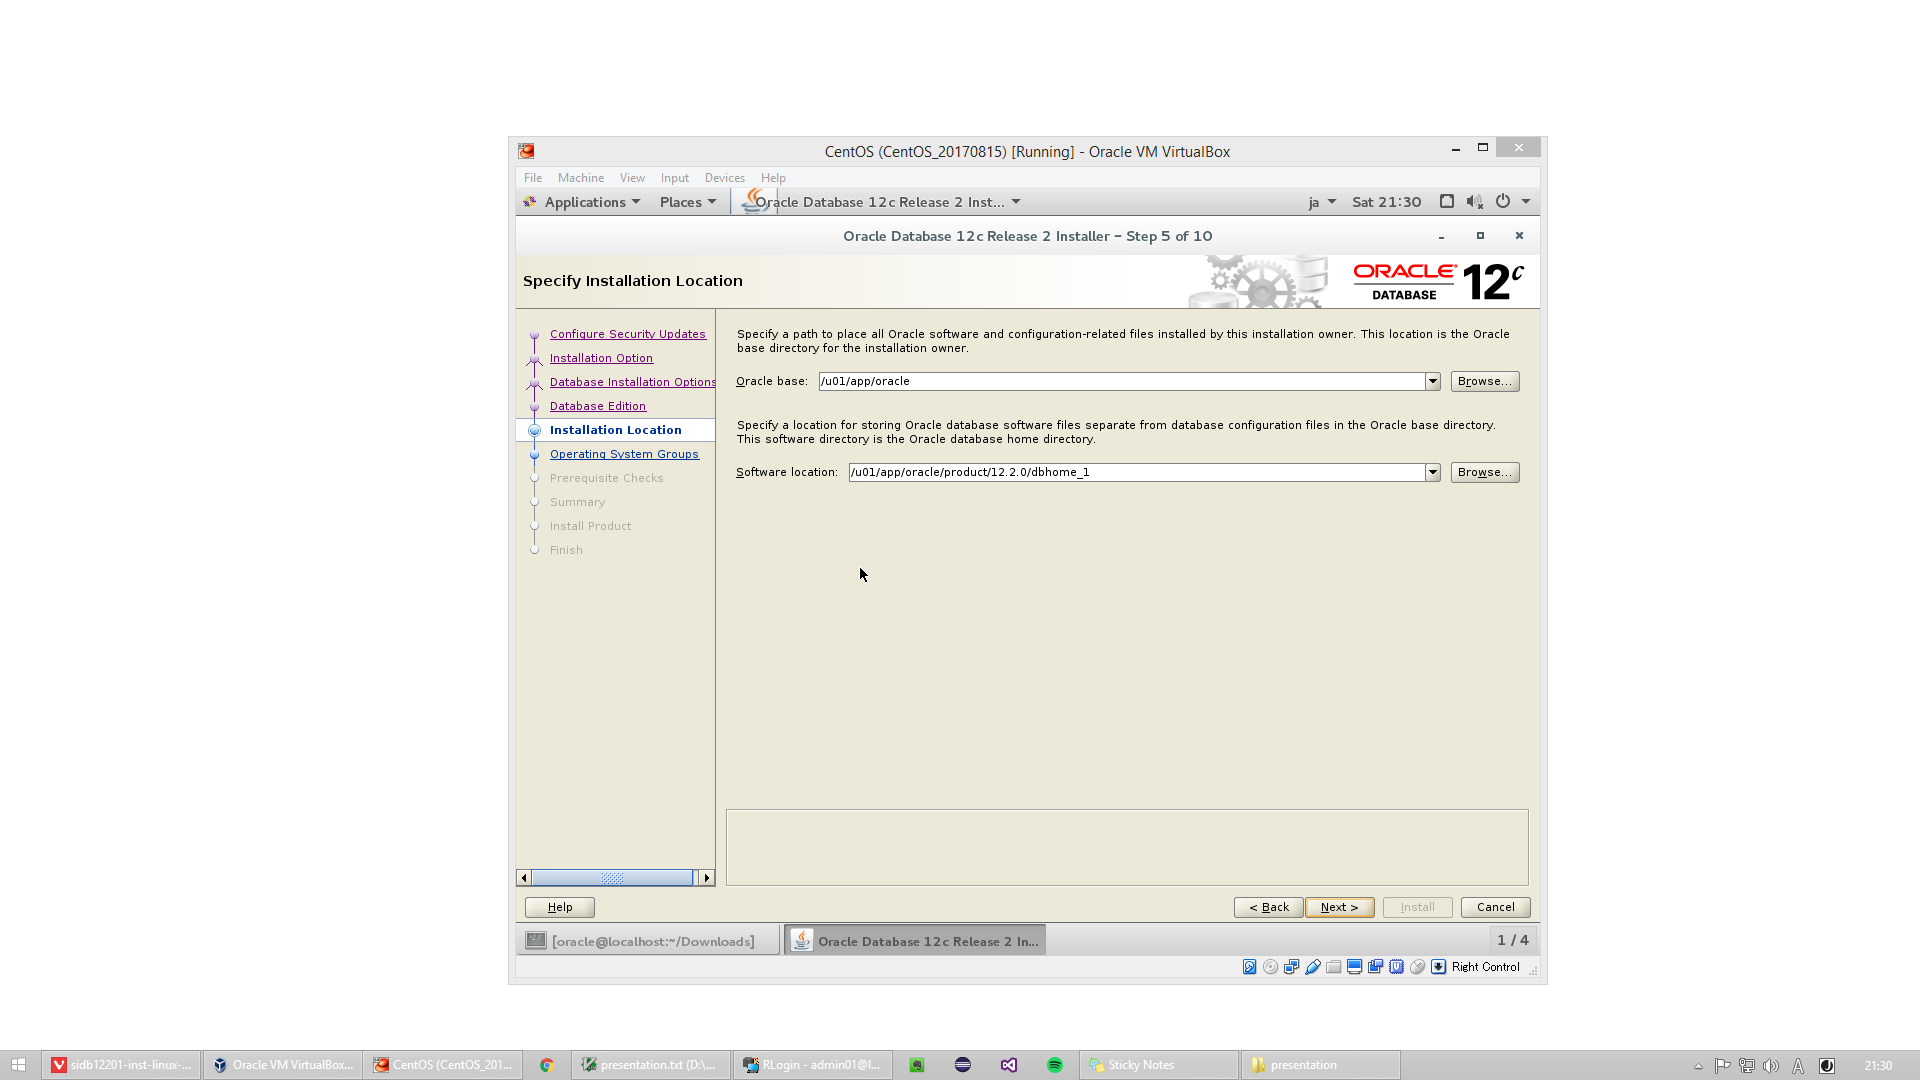 CentOS (CentOS_20170815) [Running] - Oracle VM VirtualBox
File Machine View Input Devices Help
Applications Places Oracle Database 12c Release 2 Inst... ja Sat 21:30
Oracle Database 12c Release 2 Installer – Step 5 of 10
Specify Installation Location
ORACLE DATABASE 12c
Configure Security Updates
Installation Option
Database Installation Options
Database Edition
Installation Location
Operating System Groups
Prerequisite Checks
Summary
Install Product
Finish
Specify a path to place all Oracle software and configuration-related files installed by this installation owner. This location is the Oracle
base directory for the installation owner.
Oracle base: /u01/app/oracle Browse...
Specify a location for storing Oracle database software files separate from database configuration files in the Oracle base directory.
This software directory is the Oracle database home directory.
Software location: /u01/app/oracle/product/12.2.0/dbhome_1 Browse...
Help < Back Next > Install Cancel
[oracle@localhost:~/Downloads] Oracle Database 12c Release 2 In... 1 / 4
Right Control
sidb12201-inst-linux-... Oracle VM VirtualBox... CentOS (CentOS_201... presentation.txt (D:\... RLogin - admin01@l... Sticky Notes presentation A 21:30